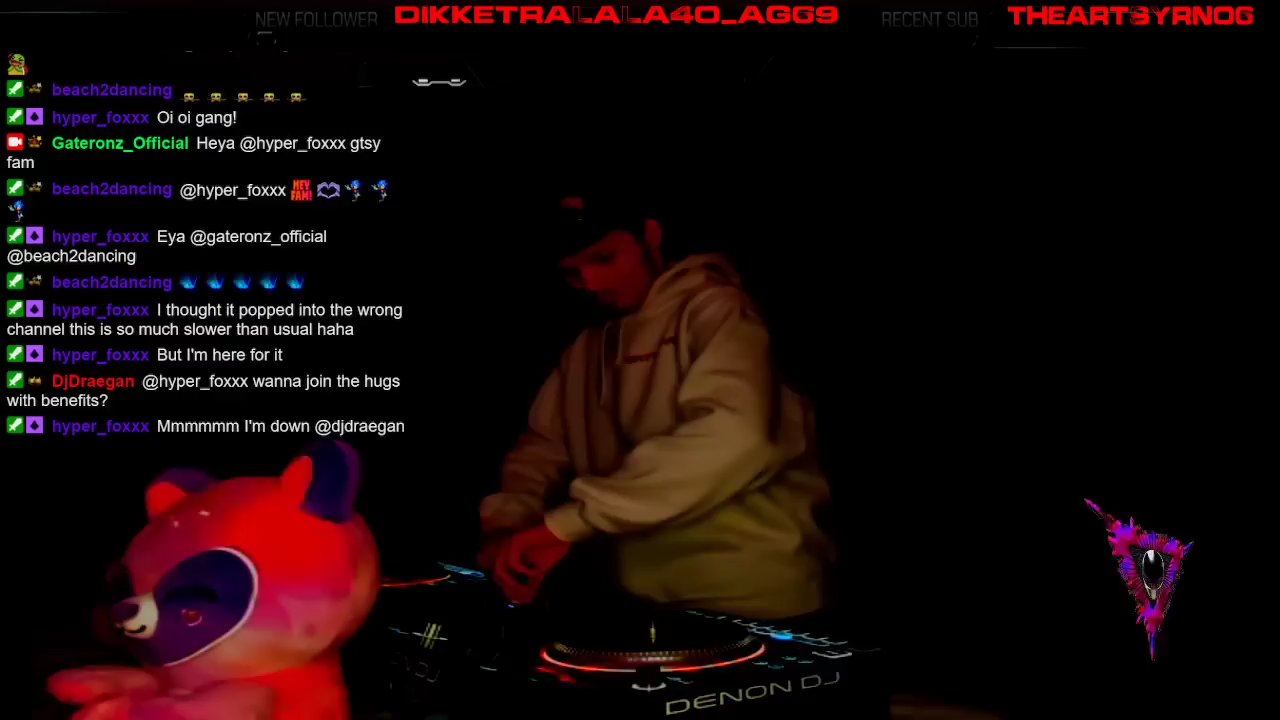 NEW FOLLOWER DIKKETRALALA40_AG69 RECENT SUB THEARTSYRNOG
beach2dancing
hyper_foxxx Oi oi gang!
Gateronz_Official Heya @hyper_foxxx gtsy
fam
beach2dancing @hyper_foxxx HEY FAM!
hyper_foxxx Eya @gateronz_official
@beach2dancing
beach2dancing
hyper_foxxx I thought it popped into the wrong
channel this is so much slower than usual haha
hyper_foxxx But I'm here for it
DjDraegan @hyper_foxxx wanna join the hugs
with benefits?
hyper_foxxx Mmmmmm I'm down @djdraegan
DENON DJ